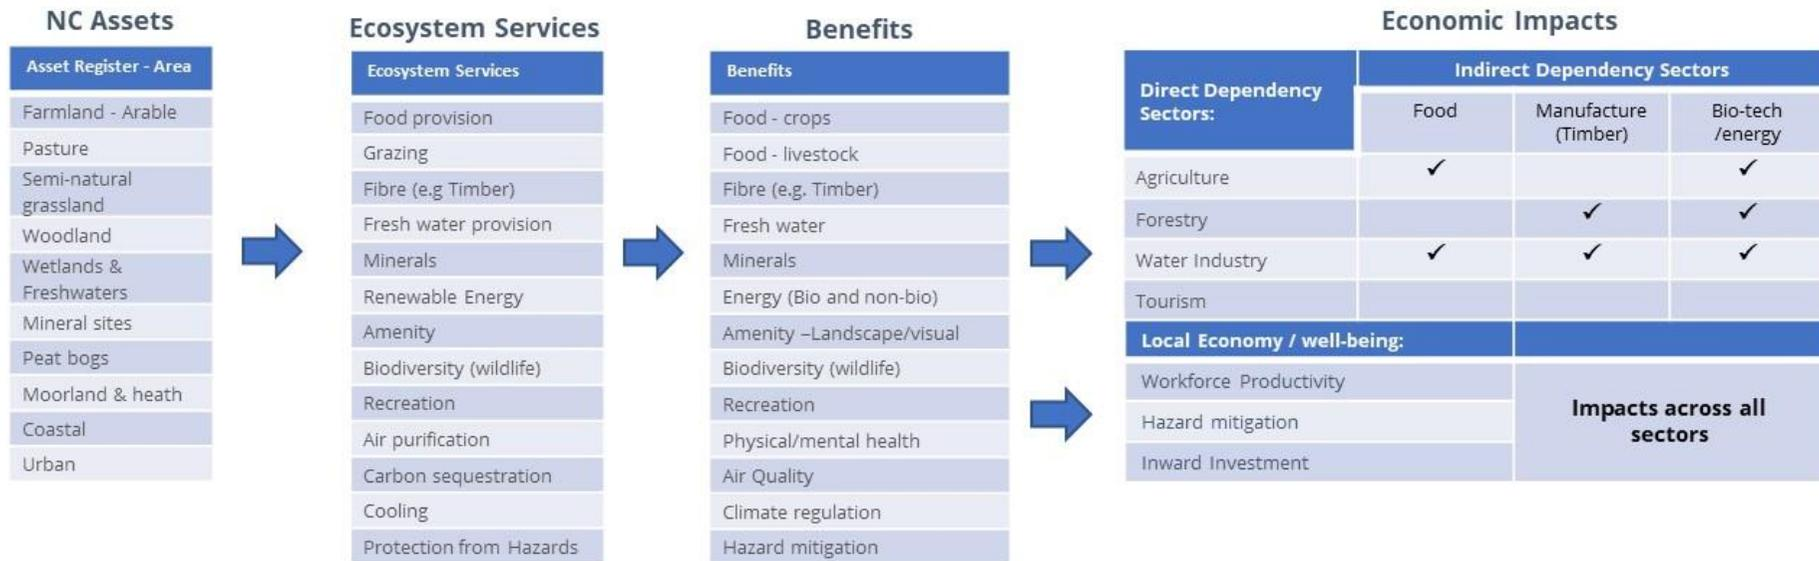 NC Assets
Asset Register - Area
Farmland - Arable
Pasture
Semi-natural
grassland
Woodland
Wetlands &
Freshwaters
Mineral sites
Peat bogs
Moorland & heath
Coastal
Urban
Ecosystem Services
Ecosystem Services
Food provision
Grazing
Fibre (e.g Timber)
Fresh water provision
Minerals
Renewable Energy
Amenity
Biodiversity (wildlife)
Recreation
Air purification
Carbon sequestration
Cooling
Protection from Hazards
Benefits
Benefits
Food - crops
Food - livestock
Fibre (e.g. Timber)
Fresh water
Minerals
Energy (Bio and non-bio)
Amenity –Landscape/visual
Biodiversity (wildlife)
Recreation
Physical/mental health
Air Quality
Climate regulation
Hazard mitigation
Economic Impacts
Direct Dependency
Sectors:
Indirect Dependency Sectors
Food
Manufacture
(Timber)
Bio-tech
/energy
Agriculture ✓ ✓
Forestry ✓ ✓
Water Industry ✓ ✓ ✓
Tourism
Local Economy / well-being:
Workforce Productivity
Hazard mitigation
Inward Investment
Impacts across all
sectors